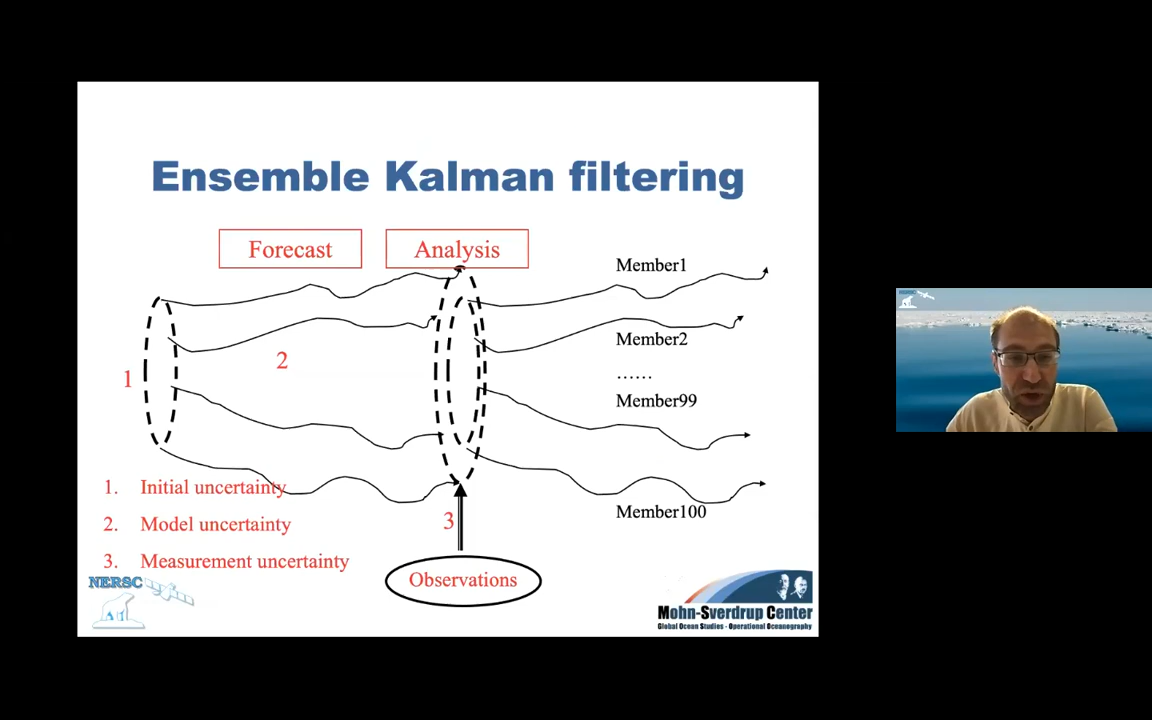 Ensemble Kalman filtering
Forecast
Analysis
Member1
Member2
2
......
1
Member99
1. Initial uncertainty
Member100
2. Model uncertainty
3
3. Measurement uncertainty
Observations
NERSC
Mohn-Sverdrup Center
Global Ocean Studies - Operational Oceanography